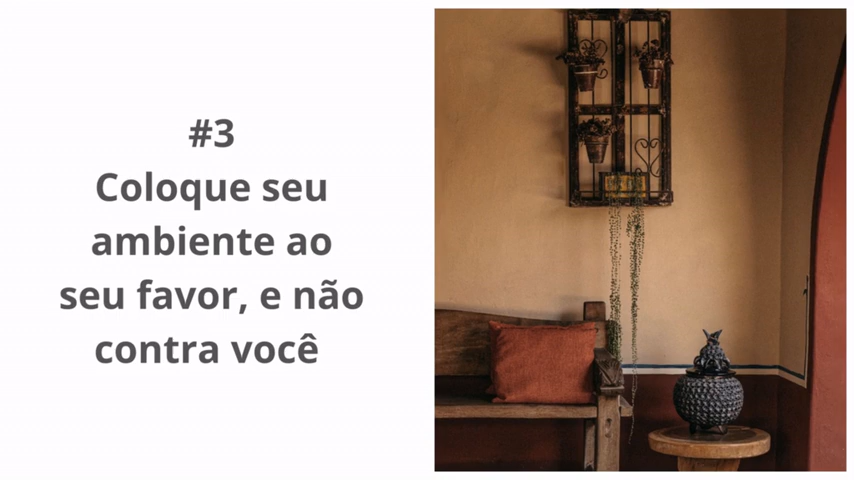 #3
Coloque seu
ambiente ao
seu favor, e não
contra você